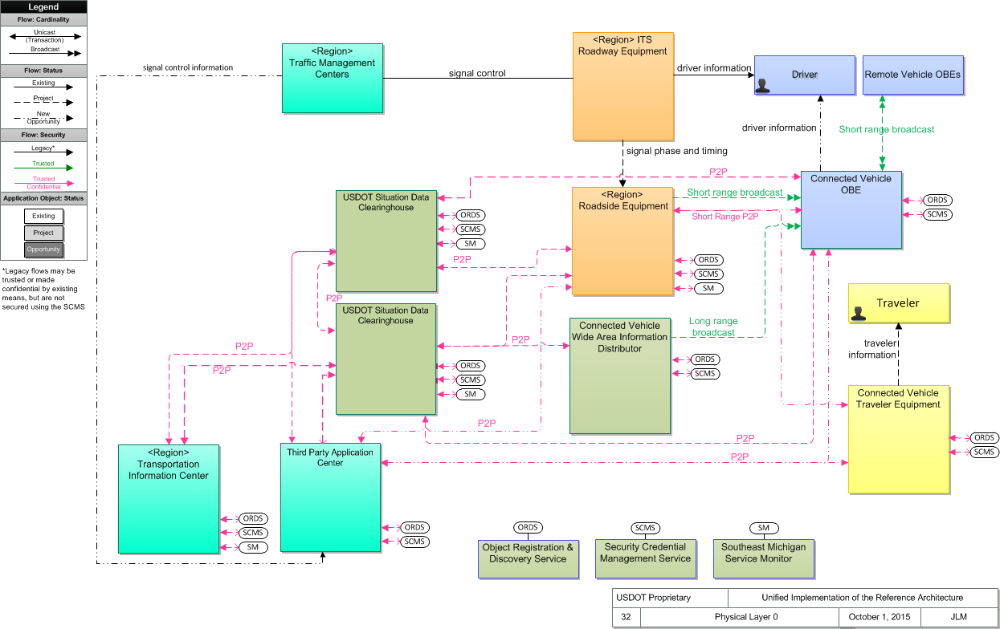 Legend
Flow: Cardinality
Unicast
(Transaction)
Broadcast
Flow: Status
Existing
Project
New
Opportunity
Flow: Security
Legacy*
Trusted
Trusted
Confidential
Application Object: Status
Existing
Project
Opportunity
*Legacy flows may be
trusted or made
confidential by existing
means, but are not
secured using the SCMS
signal control information
<Region>
Traffic Management
Centers
signal control
<Region> ITS
Roadway Equipment
driver information
Driver
Remote Vehicle OBEs
driver information
Short range broadcast
signal phase and timing
P2P
USDOT Situation Data
Clearinghouse
ORDS
SCMS
SM
<Region>
Roadside Equipment
Short range broadcast
Short Range P2P
Connected Vehicle
OBE
ORDS
SCMS
P2P
ORDS
SCMS
SM
P2P
USDOT Situation Data
Clearinghouse
P2P
ORDS
SCMS
SM
Connected Vehicle
Wide Area Information
Distributor
Long range
broadcast
ORDS
SCMS
Traveler
traveler
information
Connected Vehicle
Traveler Equipment
ORDS
SCMS
P2P
P2P
P2P
P2P
P2P
<Region>
Transportation
Information Center
ORDS
SCMS
SM
Third Party Application
Center
ORDS
SCMS
ORDS
Object Registration &
Discovery Service
SCMS
Security Credential
Management Service
SM
Southeast Michigan
Service Monitor
USDOT Proprietary
Unified Implementation of the Reference Architecture
32
Physical Layer 0
October 1, 2015
JLM